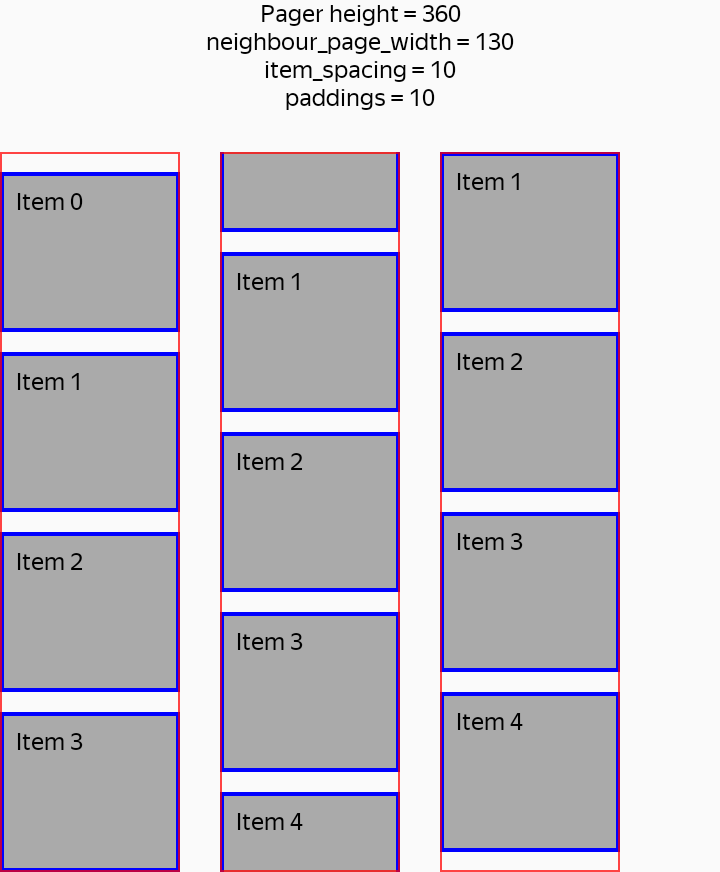 Pager height = 360
neighbour_page_width = 130
item_spacing = 10
paddings = 10
Item 0
Item 1
Item 2
Item 3
Item 1
Item 2
Item 3
Item 4
Item 1
Item 2
Item 3
Item 4